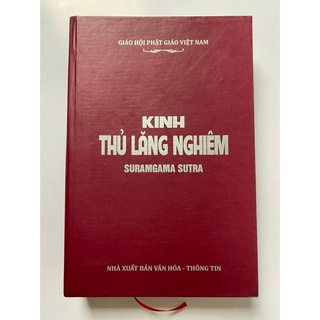 GIÁO HỘI PHẬT GIÁO VIỆT NAM
KINH
THỦ LĂNG NGHIÊM
SURAMGAMA SUTRA
NHÀ XUẤT BẢN VĂN HÓA - THÔNG TIN